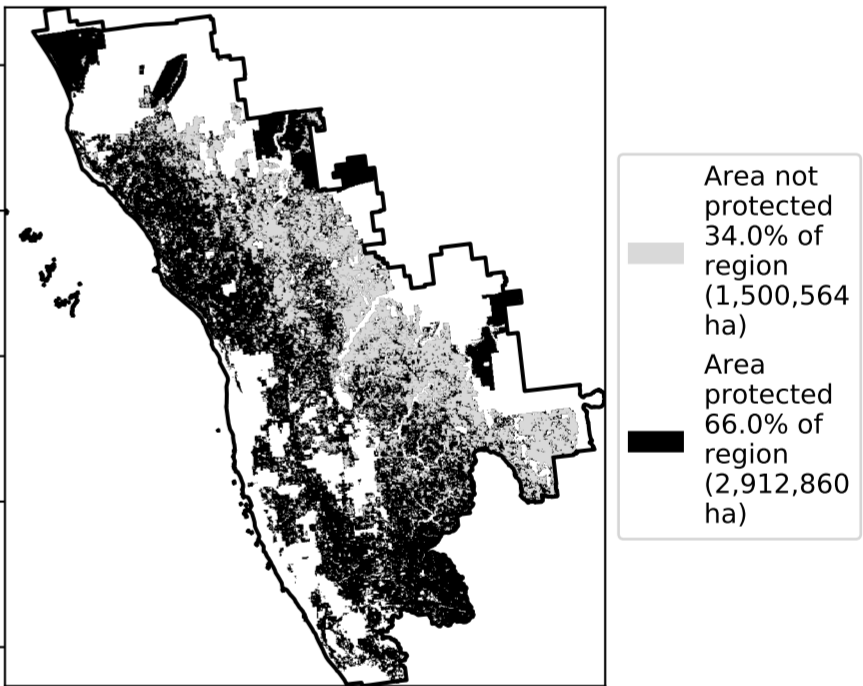 Area not
protected
34.0% of
region
(1,500,564
ha)
Area
protected
66.0% of
region
(2,912,860
ha)